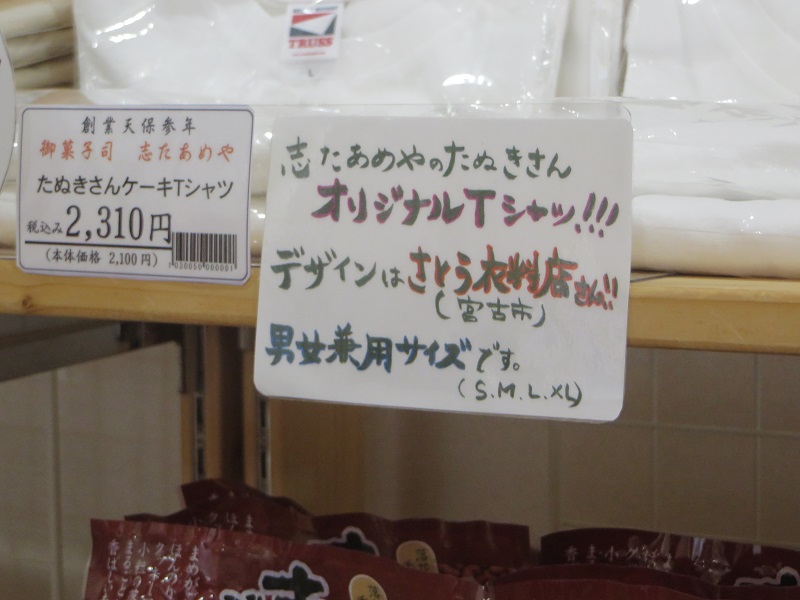 TRUSS
L
創業天保参年
御菓子司 志たあめや
たぬきさんケーキTシャツ
税込み2,310円
(本体価格 2,100円)
志たあめやのたぬきさん
オリジナルTシャツ!!!
デザインはさとう衣料店さん!!
(宮古市)
男女兼用サイズです。
(S.M.L.XL)